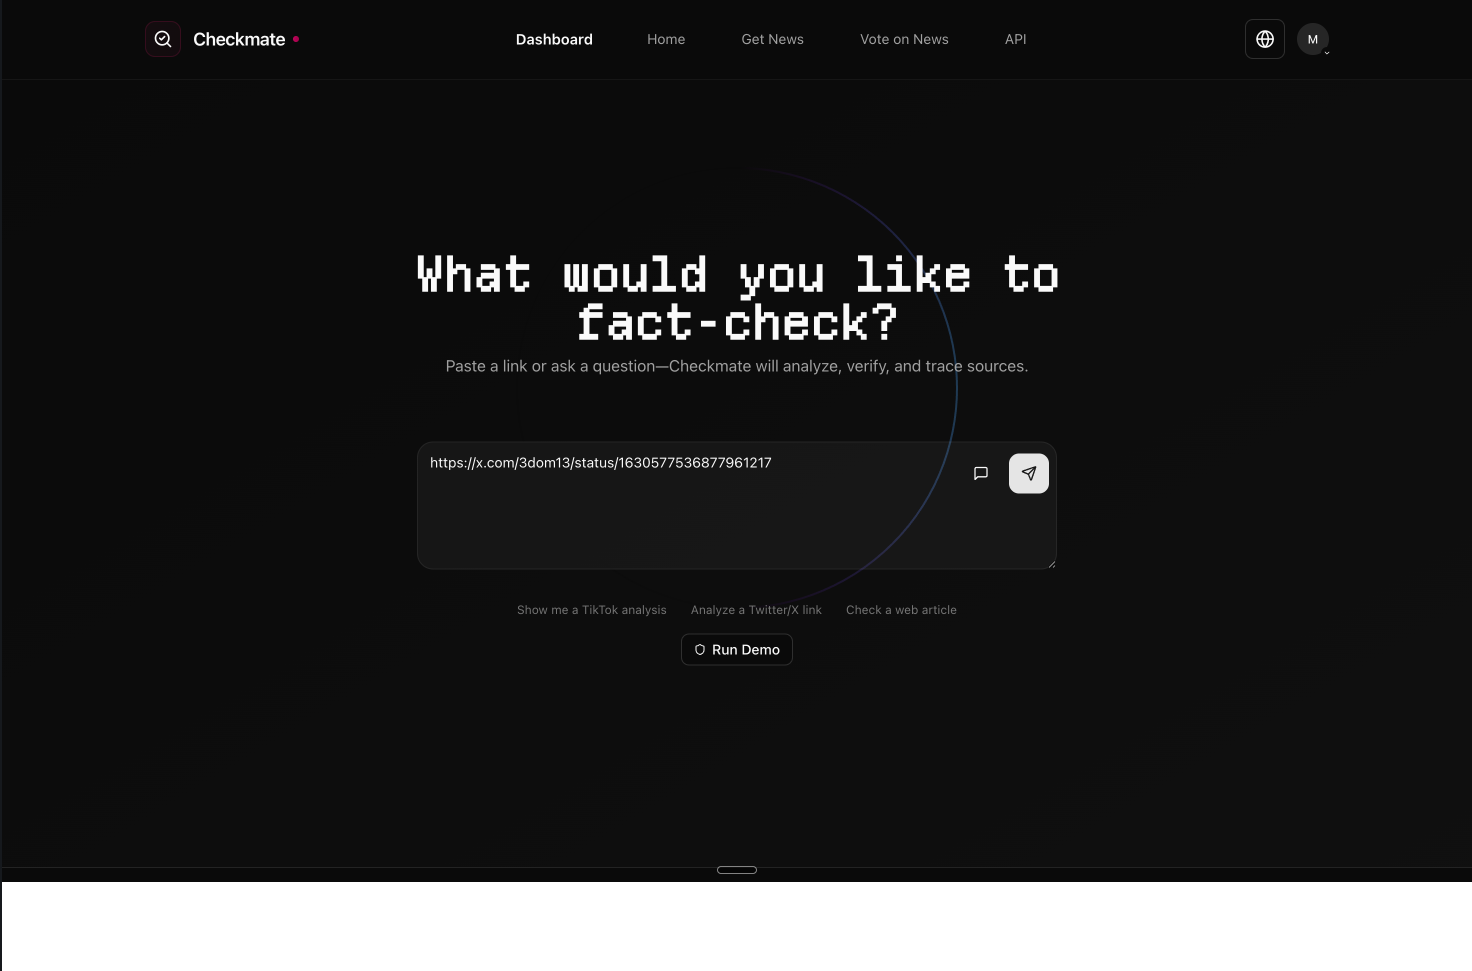 Checkmate
Dashboard
Home
Get News
Vote on News
API
M
What would you like to
fact-check?
Paste a link or ask a question—Checkmate will analyze, verify, and trace sources.
https://x.com/3dom13/status/1630577536877961217
Show me a TikTok analysis
Analyze a Twitter/X link
Check a web article
Run Demo